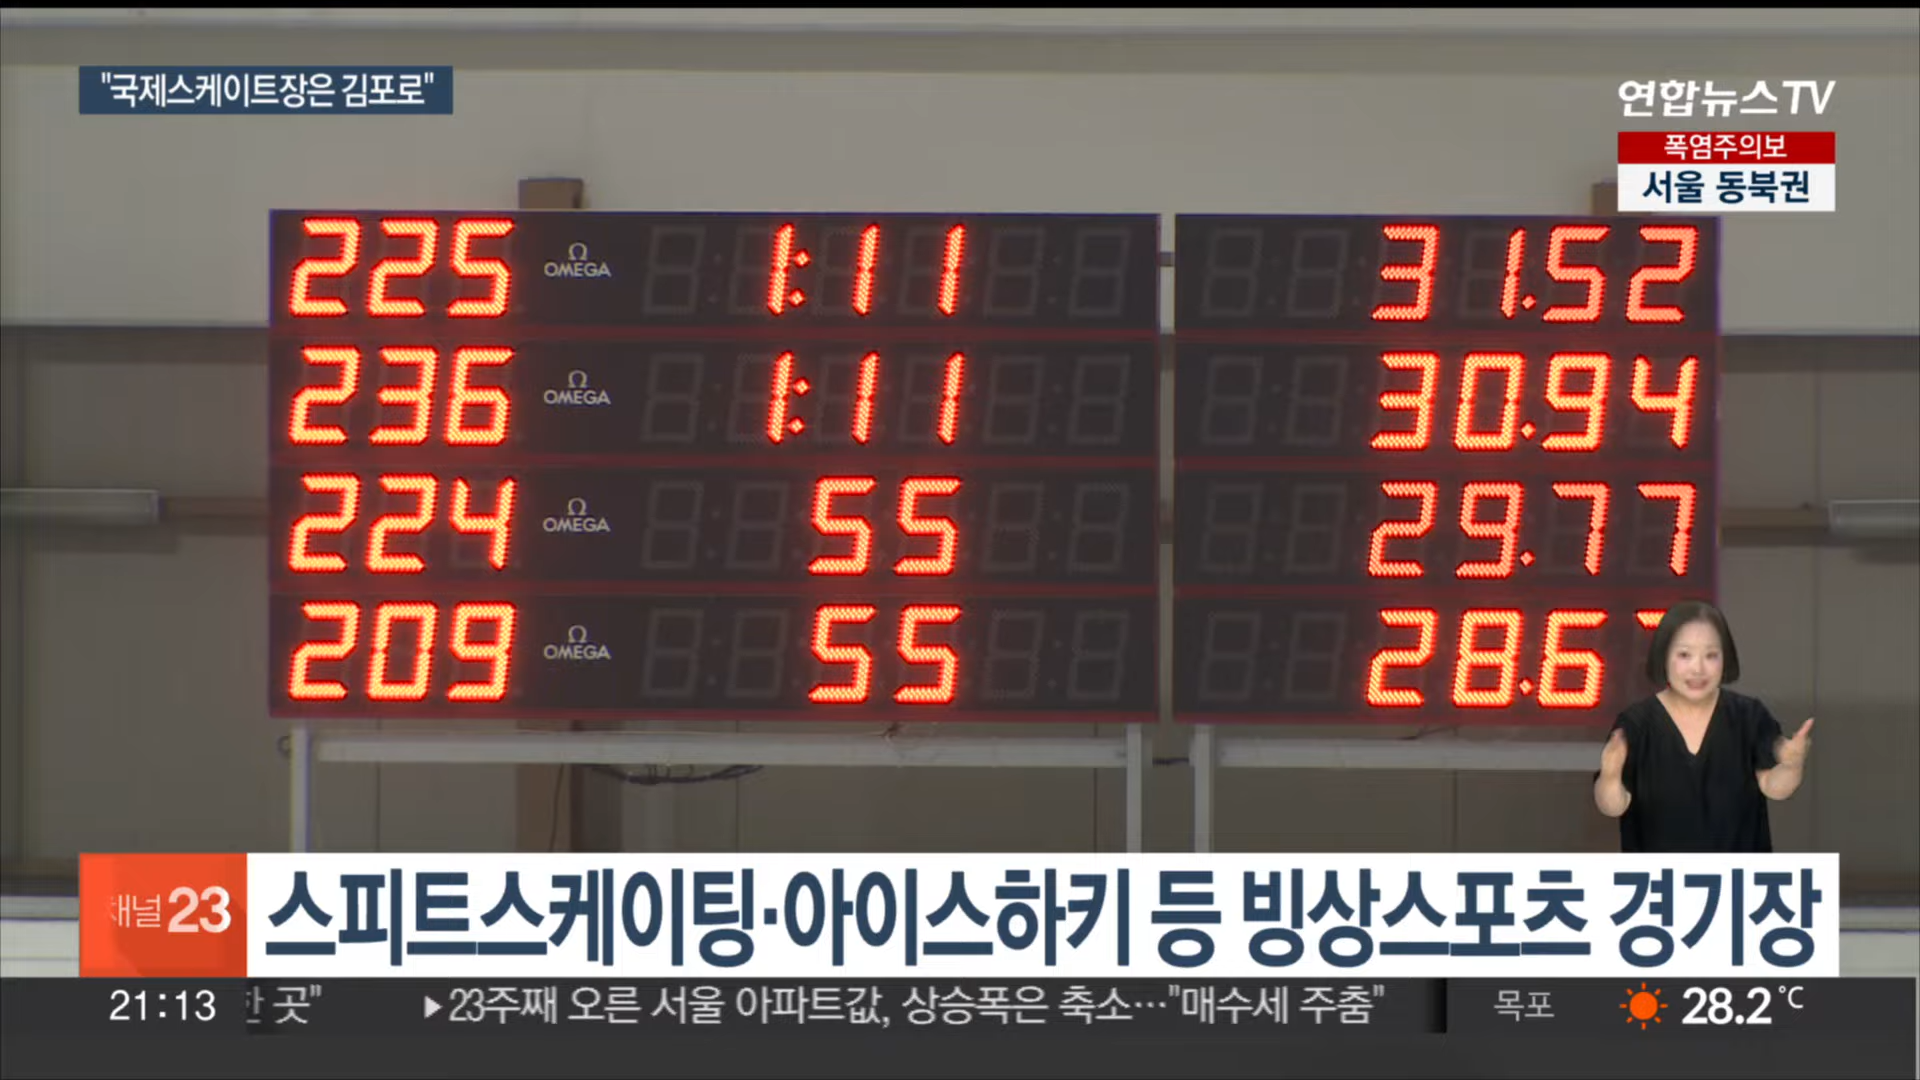 "국제스케이트장은 김포로"
연합뉴스TV
폭염주의보
서울 동북권
225 Ω OMEGA 1:11 31.52
236 Ω OMEGA 1:11 30.94
224 Ω OMEGA 55 29.77
209 Ω OMEGA 55 28.6
채널23 스피트스케이팅·아이스하키 등 빙상스포츠 경기장
21:13 곳" ▶23주째 오른 서울 아파트값, 상승폭은 축소…"매수세 주춤" 목포 28.2℃